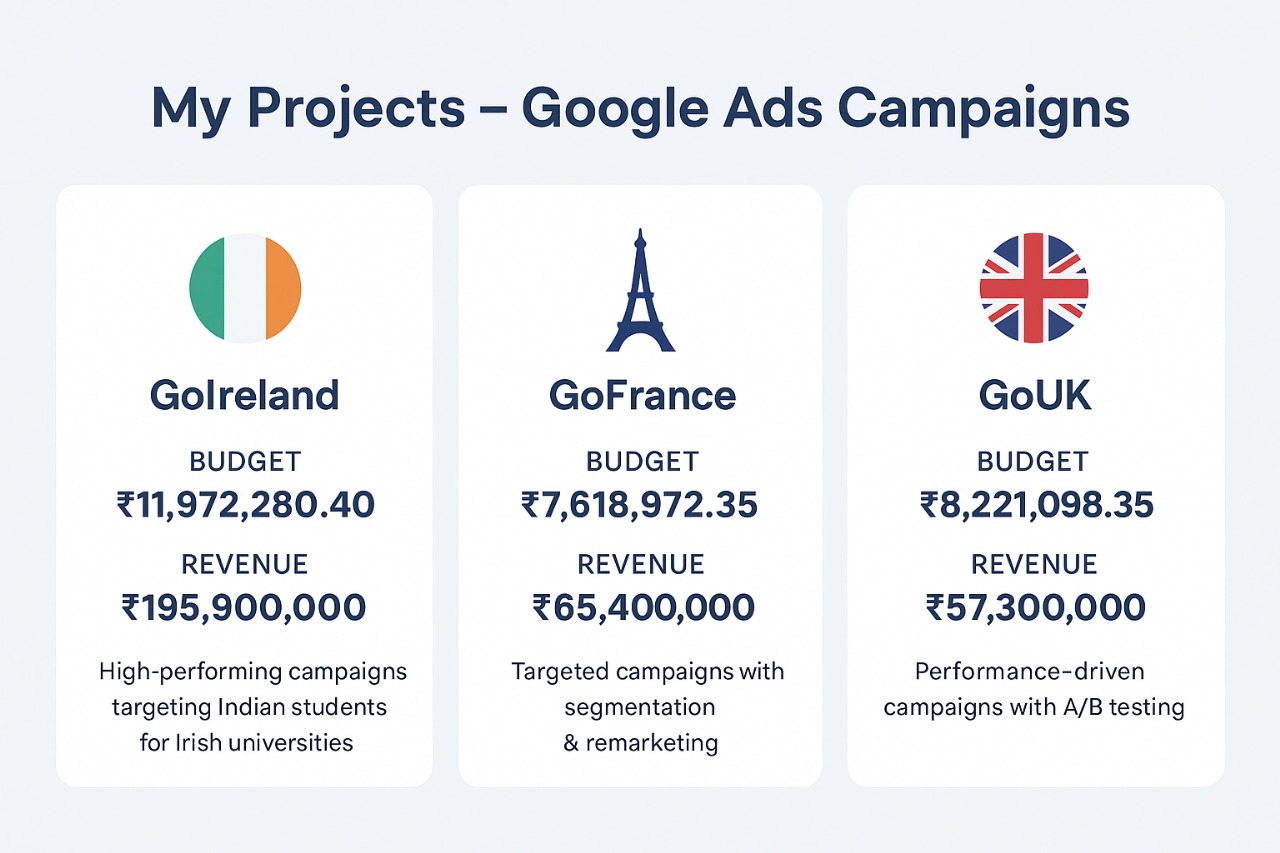 My Projects – Google Ads Campaigns
GoIreland
BUDGET
₹11,972,280.40
REVENUE
₹195,900,000
High-performing campaigns
targeting Indian students
for Irish universities
GoFrance
BUDGET
₹7,618,972.35
REVENUE
₹65,400,000
Targeted campaigns with
segmentation
& remarketing
GoUK
BUDGET
₹8,221,098.35
REVENUE
₹57,300,000
Performance-driven
campaigns with A/B testing